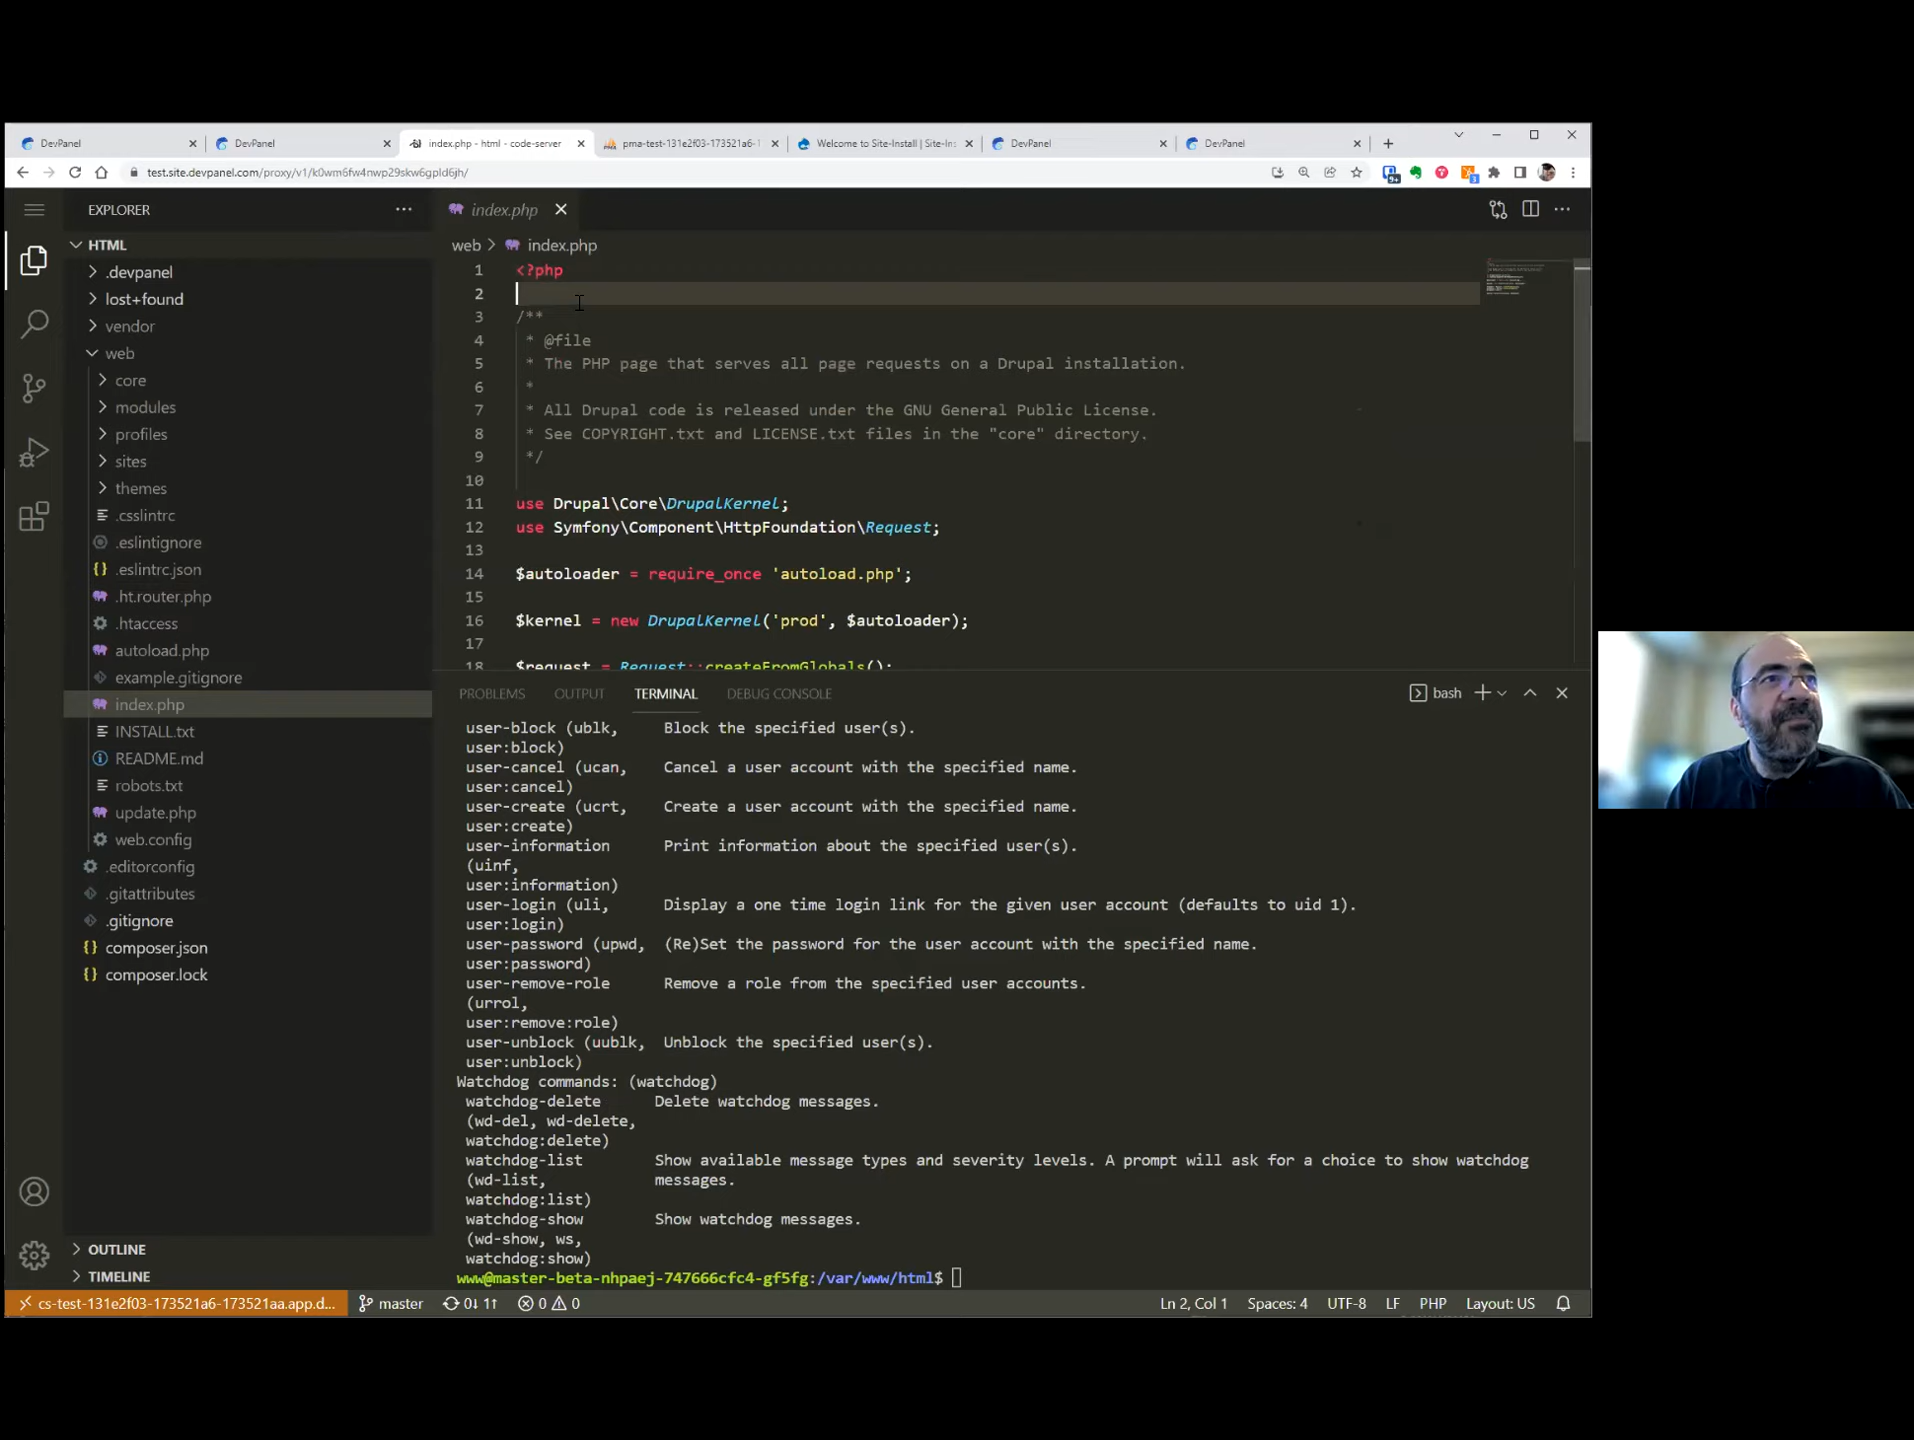 DevPanel
DevPanel
index.php - html - code-server
pma-test-131e2f03-173521a6-1
Welcome to Site-Install | Site-Ins
DevPanel
DevPanel
test.site.devpanel.com/proxy/v1/k0wm6fw4nwp29skw6gpld6jh/
EXPLORER
HTML
.devpanel
lost+found
vendor
web
core
modules
profiles
sites
themes
.csslintrc
.eslintignore
.eslintrc.json
.ht.router.php
.htaccess
autoload.php
example.gitignore
index.php
INSTALL.txt
README.md
robots.txt
update.php
web.config
.editorconfig
.gitattributes
.gitignore
composer.json
composer.lock
OUTLINE
TIMELINE
index.php
web > index.php
1 <?php
2
3 /**
4 * @file
5 * The PHP page that serves all page requests on a Drupal installation.
6 *
7 * All Drupal code is released under the GNU General Public License.
8 * See COPYRIGHT.txt and LICENSE.txt files in the "core" directory.
9 */
10
11 use Drupal\Core\DrupalKernel;
12 use Symfony\Component\HttpFoundation\Request;
13
14 $autoloader = require_once 'autoload.php';
15
16 $kernel = new DrupalKernel('prod', $autoloader);
17
18 $request = Request::createFromGlobals();
PROBLEMS OUTPUT TERMINAL DEBUG CONSOLE
bash
user-block (ublk, Block the specified user(s).
user:block)
user-cancel (ucan, Cancel a user account with the specified name.
user:cancel)
user-create (ucrt, Create a user account with the specified name.
user:create)
user-information Print information about the specified user(s).
(uinf,
user:information)
user-login (uli, Display a one time login link for the given user account (defaults to uid 1).
user:login)
user-password (upwd, (Re)Set the password for the user account with the specified name.
user:password)
user-remove-role Remove a role from the specified user accounts.
(urrol,
user:remove:role)
user-unblock (uublk, Unblock the specified user(s).
user:unblock)
Watchdog commands: (watchdog)
watchdog-delete Delete watchdog messages.
(wd-del, wd-delete,
watchdog:delete)
watchdog-list Show available message types and severity levels. A prompt will ask for a choice to show watchdog
(wd-list, messages.
watchdog:list)
watchdog-show Show watchdog messages.
(wd-show, ws,
watchdog:show)
www@master-beta-nhpaej-747666cfc4-gf5fg:/var/www/html$
cs-test-131e2f03-173521a6-173521aa.app.d... master 0↓ 1↑ 0 0
Ln 2, Col 1 Spaces: 4 UTF-8 LF PHP Layout: US